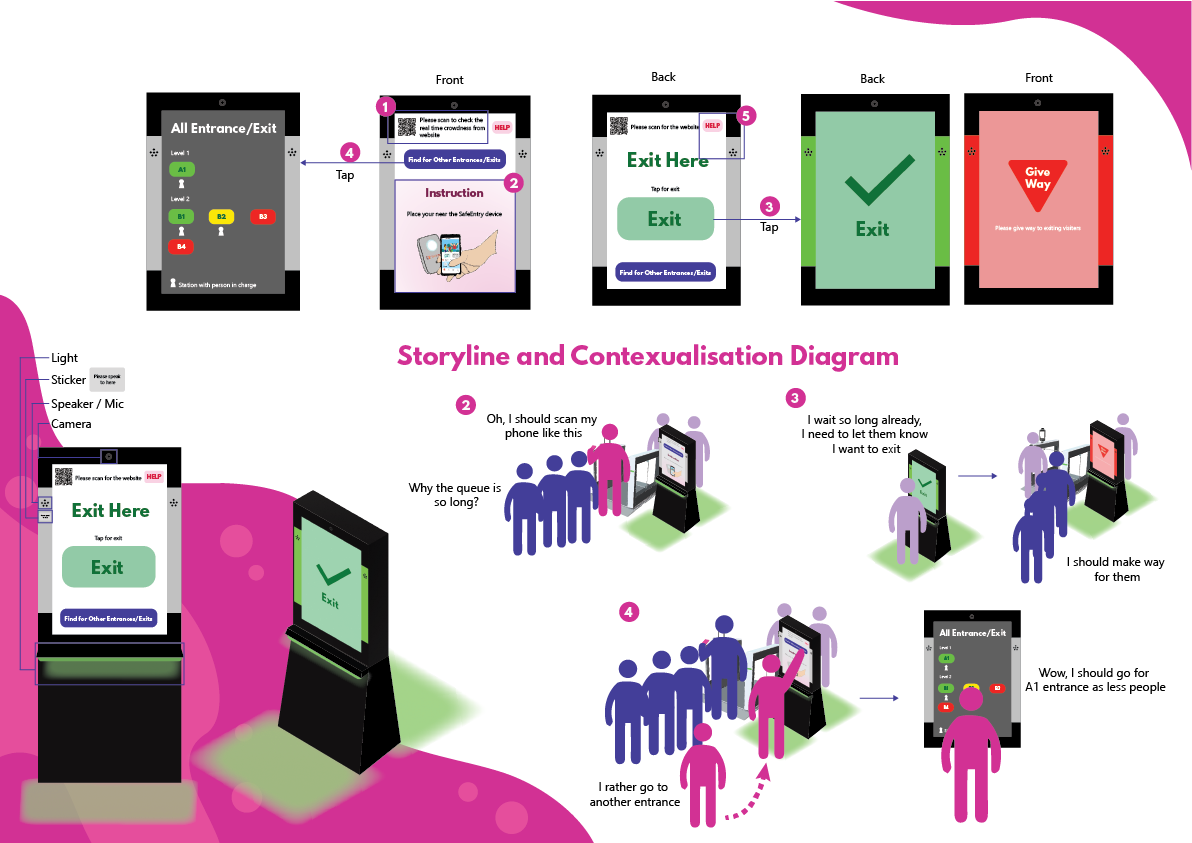 Front
Back
Back
Front
All Entrance/Exit
Level 1
A1
Level 2
B1
B2
B3
B4
Station with person in charge
4
Tap
1
Please scan to check the
real time crowdness from
website
HELP
Find for Other Entrances/Exits
2
Instruction
Place your near the SafeEntry device
5
Please scan for the website
HELP
Exit Here
Tap for exit
Exit
Find for Other Entrances/Exits
3
Tap
Exit
Give
Way
Please give way to exiting visitors
Storyline and Contexualisation Diagram
Light
Sticker
Please speak
to here
Speaker / Mic
Camera
Please scan for the website
HELP
Exit Here
Tap for exit
Exit
Find for Other Entrances/Exits
Exit
2
Oh, I should scan my
phone like this
Why the queue is
so long?
3
I wait so long already,
I need to let them know
I want to exit
Exit
I should make way
for them
4
I rather go to
another entrance
All Entrance/Exit
Level 1
A1
Level 2
B1
B3
B4
Wow, I should go for
A1 entrance as less people